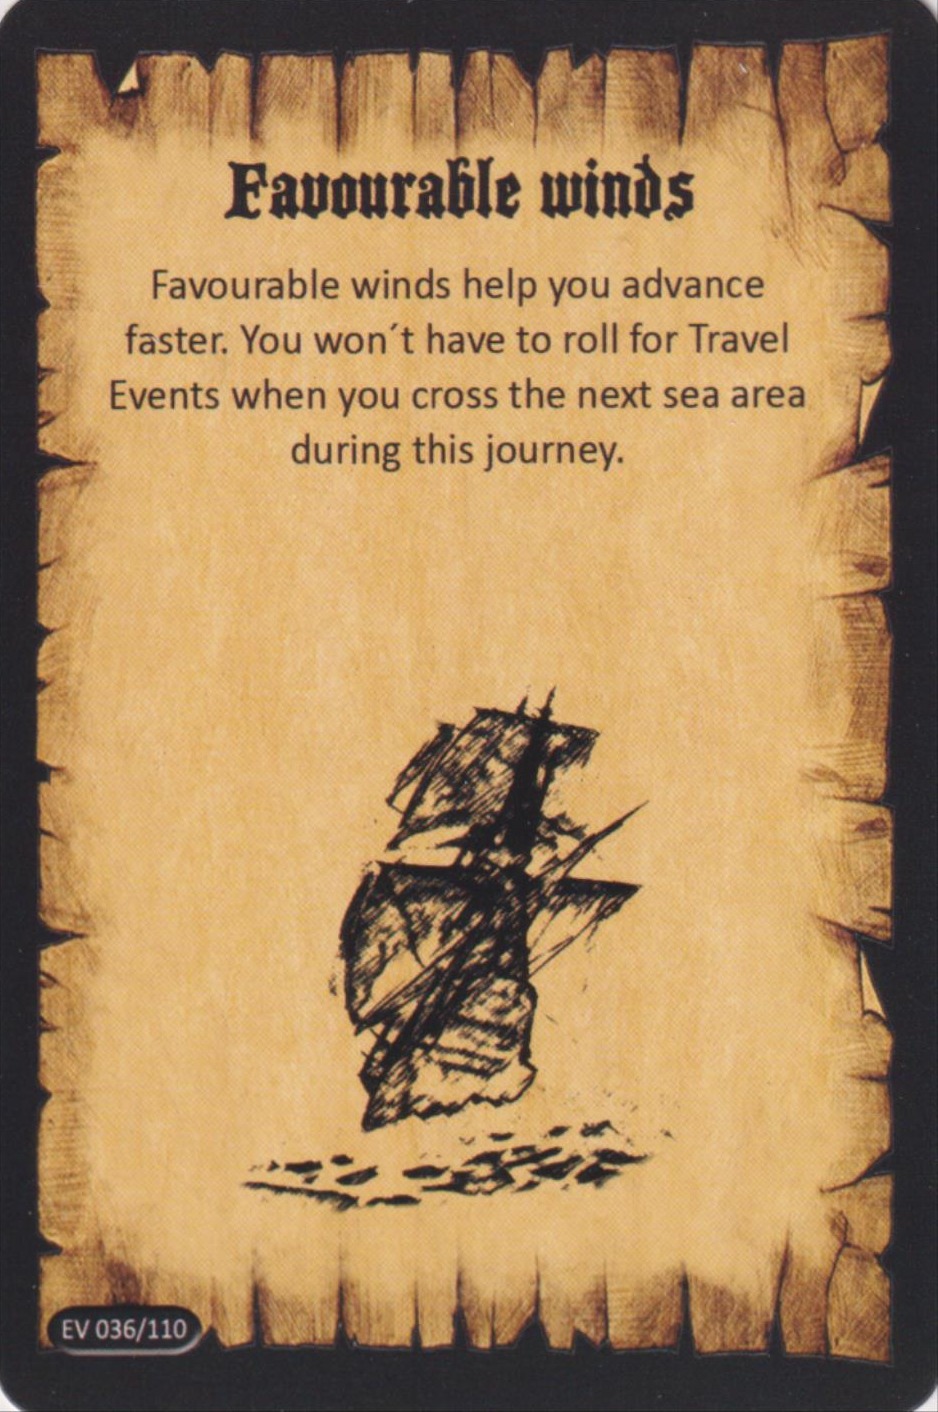 Favourable winds
Favourable winds help you advance
faster. You won´t have to roll for Travel
Events when you cross the next sea area
during this journey.
EV 036/110